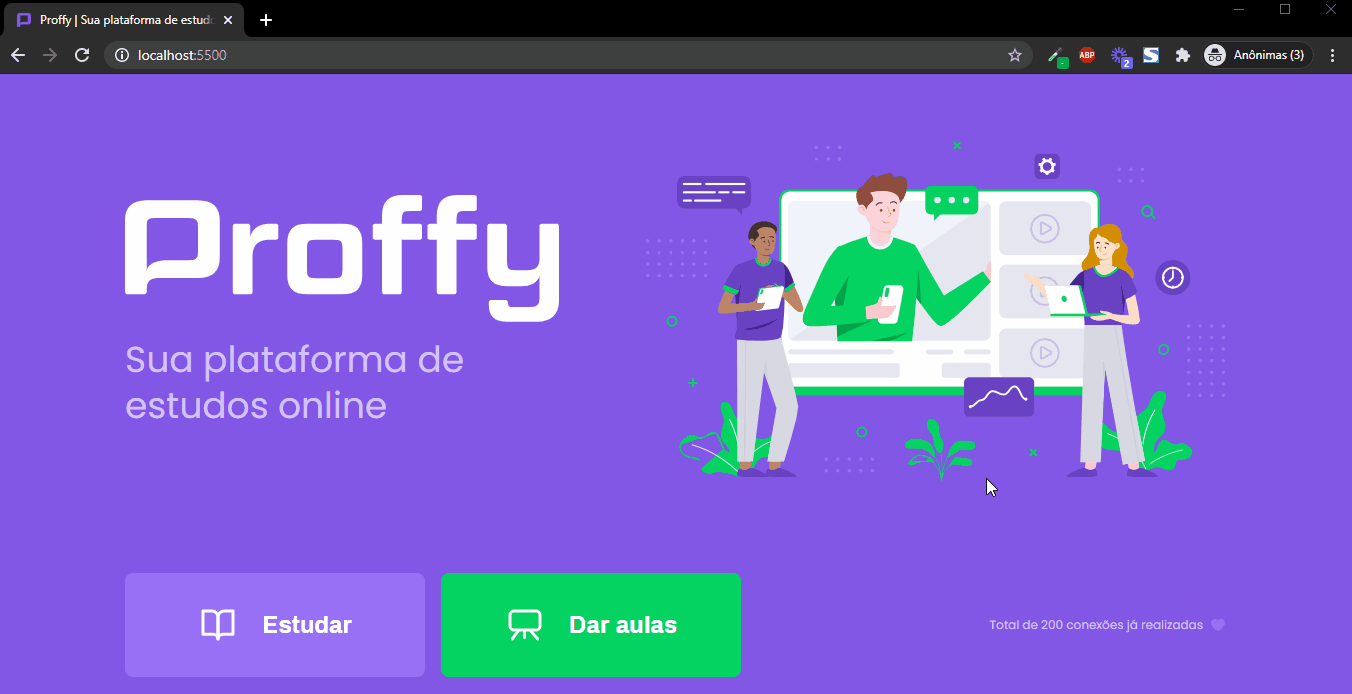 Proffy | Sua plataforma de estud
localhost:5500
ABP
2
Anônimas (3)
Proffy
Sua plataforma de
estudos online
Estudar
Dar aulas
Total de 200 conexões já realizadas